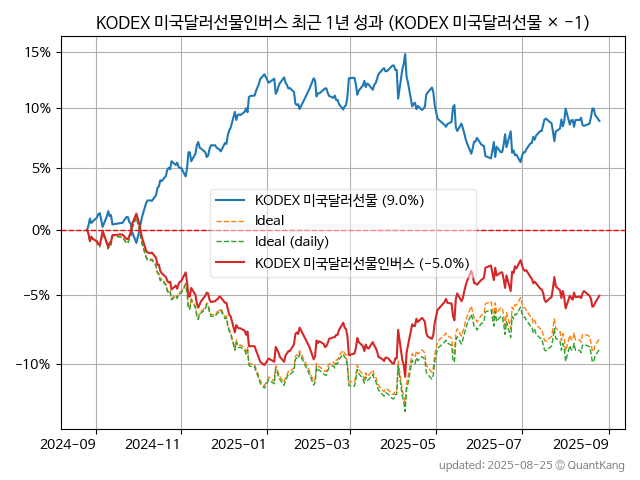 KODEX 미국달러선물인버스 최근 1년 성과 (KODEX 미국달러선물 × −1)
15%
10%
5%
0%
−5%
−10%
KODEX 미국달러선물 (9.0%)
Ideal
Ideal (daily)
KODEX 미국달러선물인버스 (−5.0%)
2024-09 2024-11 2025-01 2025-03 2025-05 2025-07 2025-09
updated: 2025-08-25 © QuantKang